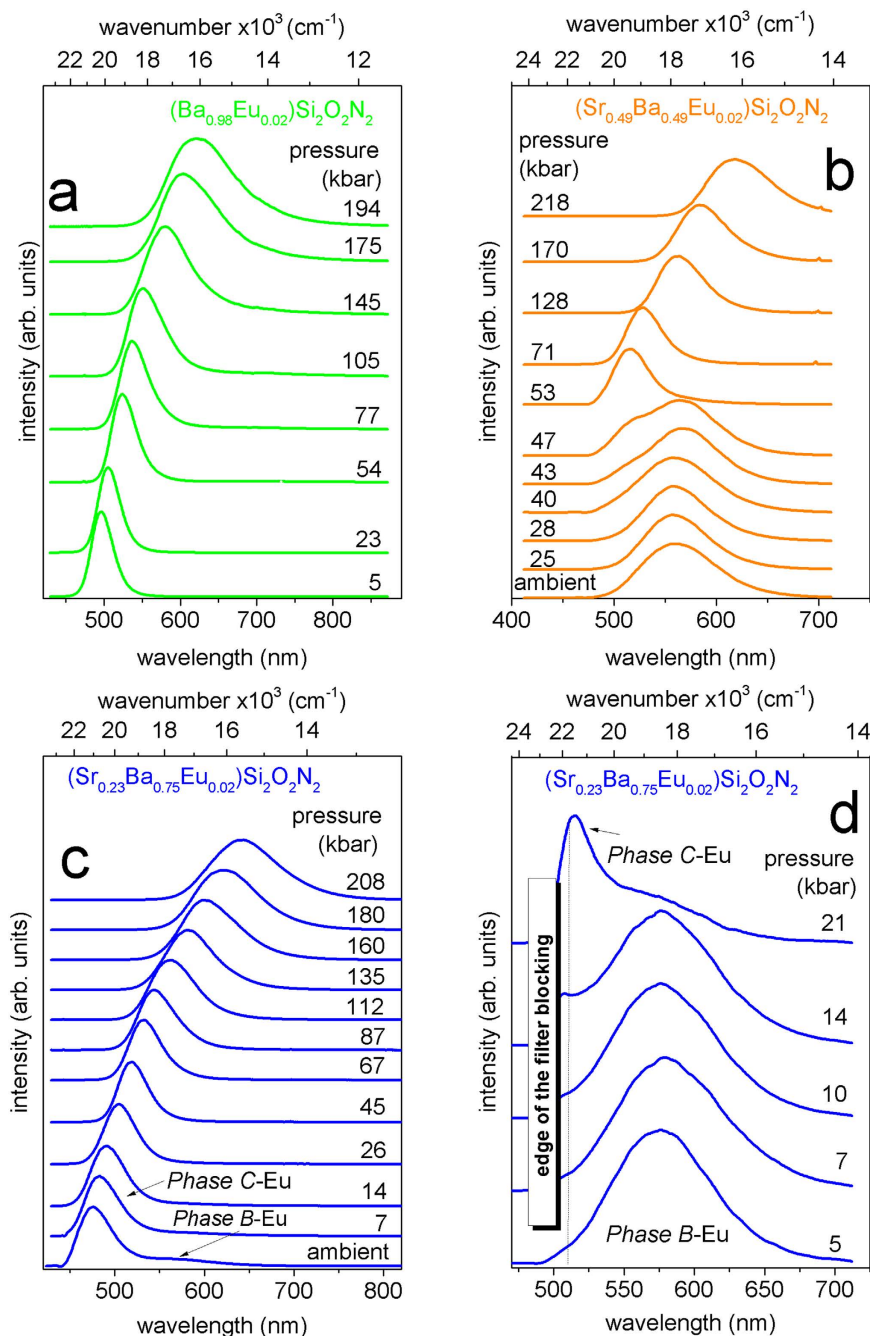 wavenumber x10³ (cm⁻¹)
22 20 18 16 14 12
a
(Ba₀.₉₈Eu₀.₀₂)Si₂O₂N₂
pressure
(kbar)
194
175
145
105
77
54
23
5
intensity (arb. units)
500 600 700 800
wavelength (nm)
wavenumber x10³ (cm⁻¹)
24 22 20 18 16 14
(Sr₀.₄₉Ba₀.₄₉Eu₀.₀₂)Si₂O₂N₂
pressure
(kbar)
b
218
170
128
71
53
47
43
40
28
25
ambient
intensity (arb. units)
400 500 600 700
wavelength (nm)
wavenumber x10³ (cm⁻¹)
22 20 18 16 14
(Sr₀.₂₃Ba₀.₇₅Eu₀.₀₂)Si₂O₂N₂
pressure
(kbar)
c
208
180
160
135
112
87
67
45
26
14
Phase C-Eu
7
Phase B-Eu
ambient
intensity (arb. units)
500 600 700 800
wavelength (nm)
wavenumber x10³ (cm⁻¹)
24 22 20 18 16 14
(Sr₀.₂₃Ba₀.₇₅Eu₀.₀₂)Si₂O₂N₂
d
Phase C-Eu
pressure
(kbar)
21
14
10
7
5
edge of the filter blocking
Phase B-Eu
intensity (arb. units)
500 550 600 650 700
wavelength (nm)